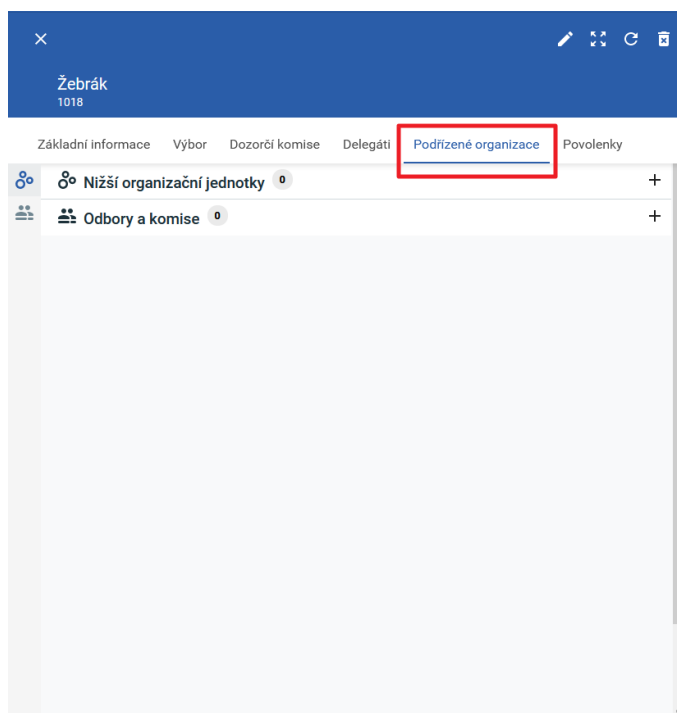 Žebrák
1018
Základní informace Výbor Dozorčí komise Delegáti Podřízené organizace Povolenky
Nižší organizační jednotky 0
Odbory a komise 0